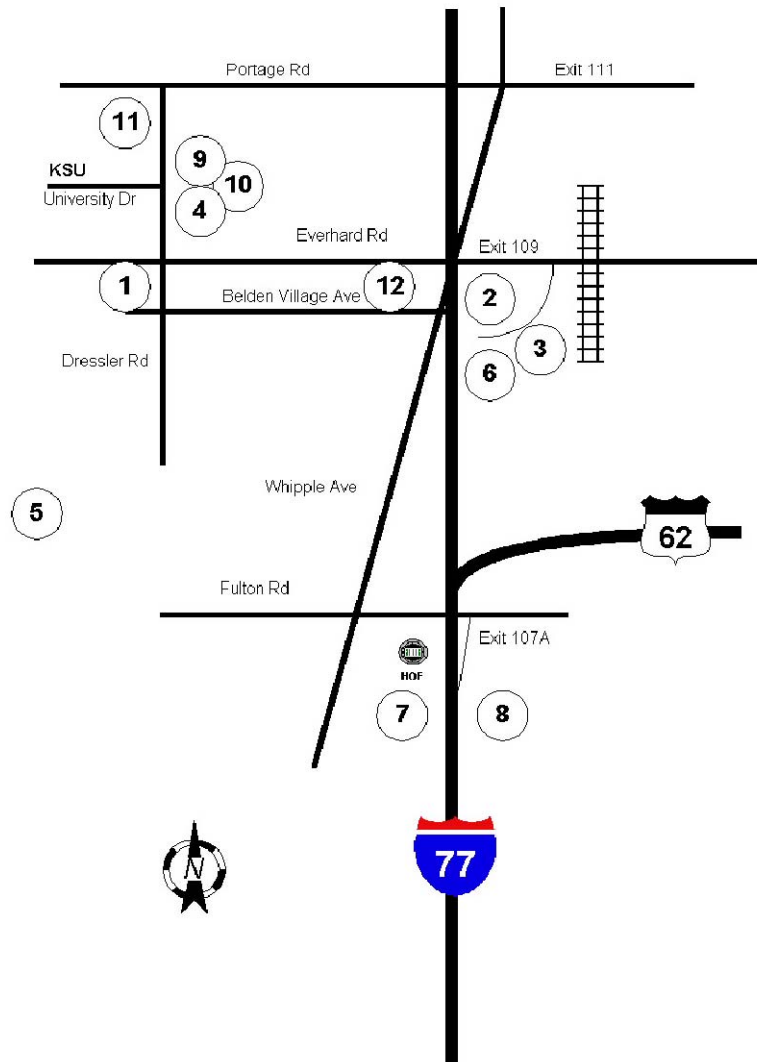 Portage Rd
Exit 111
11
9
KSU
10
University Dr
4
Everhard Rd
Exit 109
1
12
2
Belden Village Ave
3
Dressler Rd
6
Whipple Ave
5
62
Fulton Rd
Exit 107A
HOF
7
8
N
77